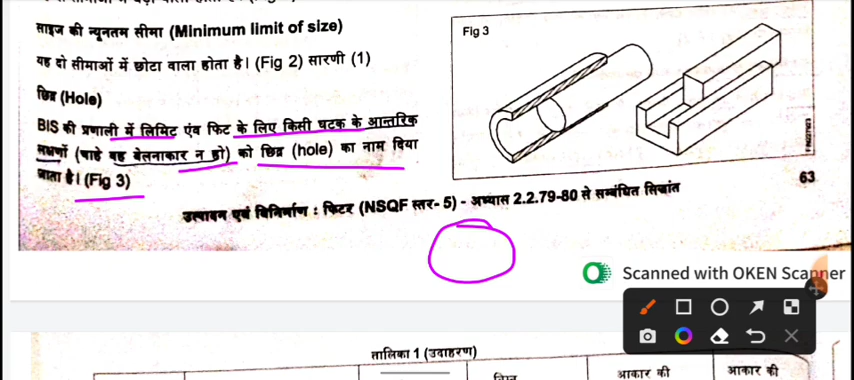 साइज की न्यूनतम सीमा (Minimum limit of size)
यह दो सीमाओं में छोटा वाला होता है। (Fig 2) सारणी (1)
छिद्र (Hole)
BIS की प्रणाली में लिमिट एंव फिट के लिए किसी घटक के आन्तरिक
लक्षणों (चाहे वह बेलनाकार न हो) को छिद्र (hole) का नाम दिया
जाता है। (Fig 3)
Fig 3
उत्पादन एवं विनिर्माण : फिटर (NSQF स्तर- 5) - अभ्यास 2.2.79-80 से सम्बंधित सिद्धांत
63
Scanned with OKEN Scanner
तालिका 1 (उदाहरण)
आकार की
आकार की